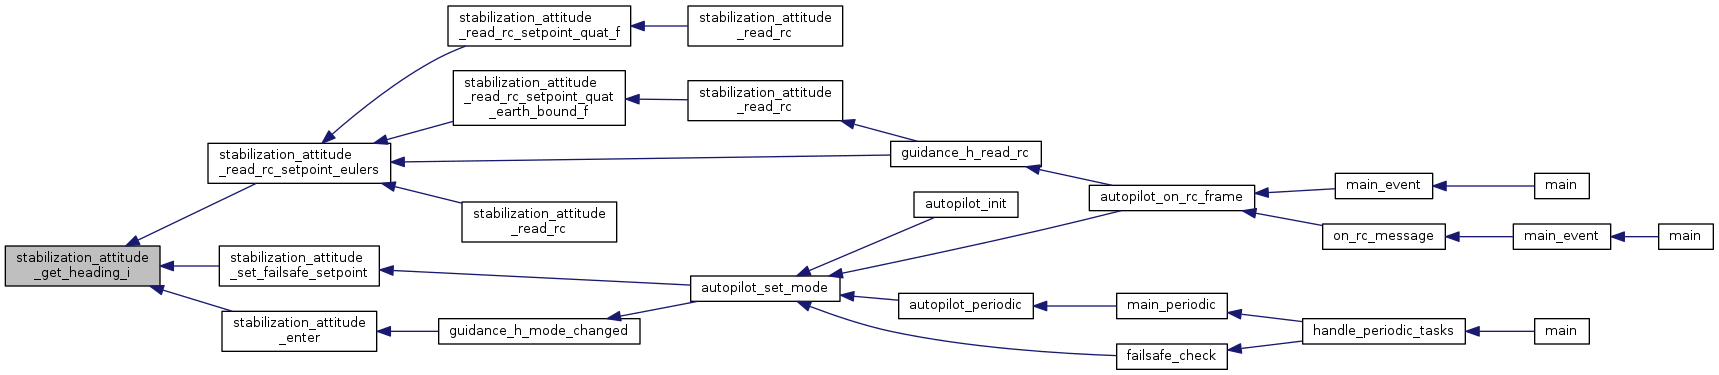 stabilization_attitude
_read_rc_setpoint_quat_f
stabilization_attitude
_read_rc
stabilization_attitude
_read_rc_setpoint_quat
_earth_bound_f
stabilization_attitude
_read_rc
stabilization_attitude
_read_rc_setpoint_eulers
guidance_h_read_rc
autopilot_on_rc_frame
main_event
main
stabilization_attitude
_read_rc
autopilot_init
on_rc_message
main_event
main
stabilization_attitude
_get_heading_i
stabilization_attitude
_set_failsafe_setpoint
autopilot_set_mode
autopilot_periodic
main_periodic
stabilization_attitude
_enter
guidance_h_mode_changed
handle_periodic_tasks
main
failsafe_check